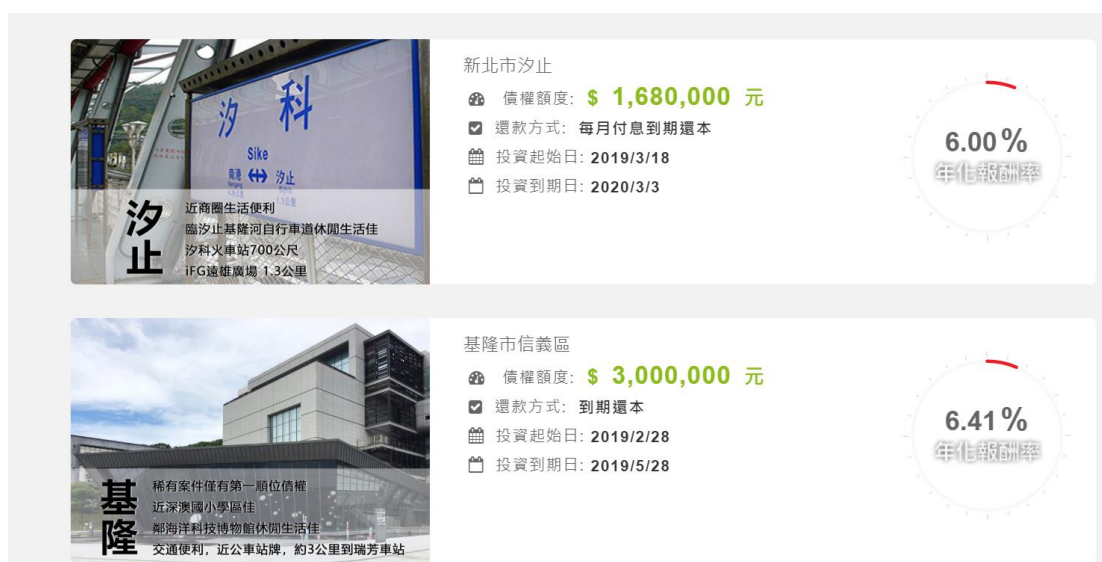 汐科
Sike
南港
汐止
汐止
近商圈生活便利
臨汐止基隆河自行車道休閒生活佳
汐科火車站700公尺
iFG遠雄廣場 1.3公里
新北市汐止
債權額度: $ 1,680,000 元
還款方式: 每月付息到期還本
投資起始日: 2019/3/18
投資到期日: 2020/3/3
6.00%
年化報酬率
基隆
稀有案件僅有第一順位債權
近深澳國小學區佳
鄰海洋科技博物館休閒生活佳
交通便利, 近公車站牌, 約3公里到瑞芳車站
基隆市信義區
債權額度: $ 3,000,000 元
還款方式: 到期還本
投資起始日: 2019/2/28
投資到期日: 2019/5/28
6.41%
年化報酬率